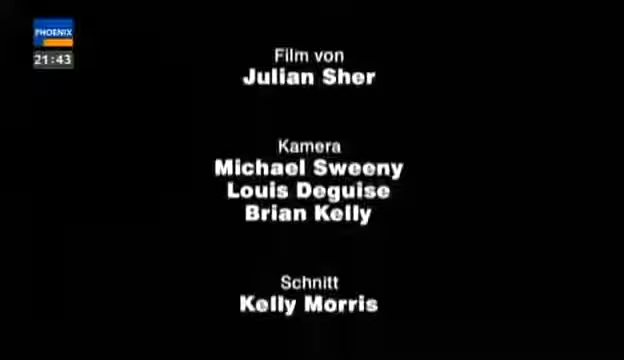 PHOENIX
21:43
Film von
Julian Sher
Kamera
Michael Sweeny
Louis Deguise
Brian Kelly
Schnitt
Kelly Morris